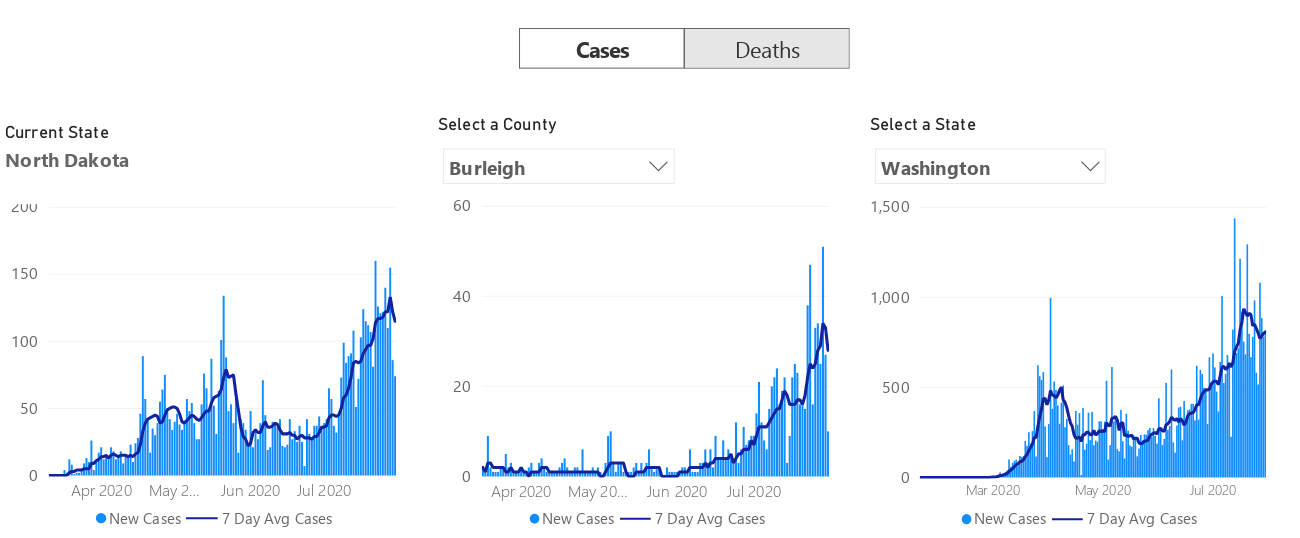 Cases Deaths
Current State
North Dakota
200
150
100
50
0
Apr 2020 May 2... Jun 2020 Jul 2020
New Cases 7 Day Avg Cases
Select a County
Burleigh
60
40
20
0
Apr 2020 May 20... Jun 2020 Jul 2020
New Cases 7 Day Avg Cases
Select a State
Washington
1,500
1,000
500
0
Mar 2020 May 2020 Jul 2020
New Cases 7 Day Avg Cases